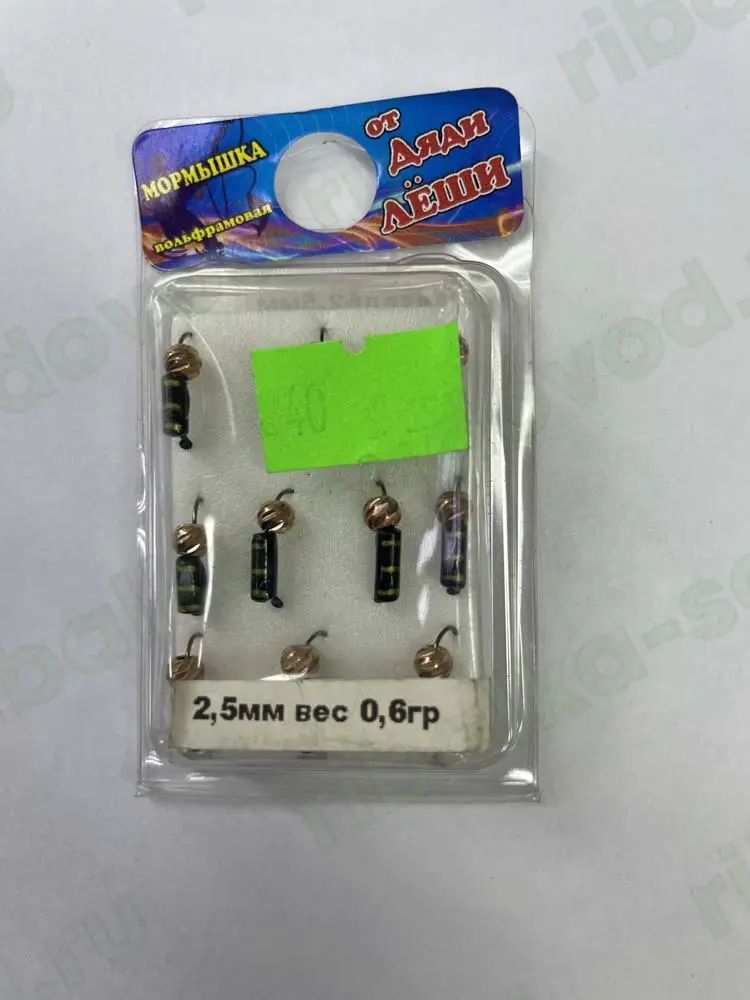 МОРМЫШКА
вольфрамовая
от
Дяди
ЛЁШИ
2,5мм вес 0,6гр